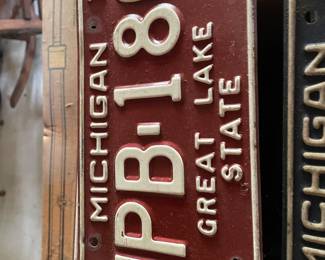 MICHIGAN
PB-18
GREAT LAKE
STATE
MICHIGAN